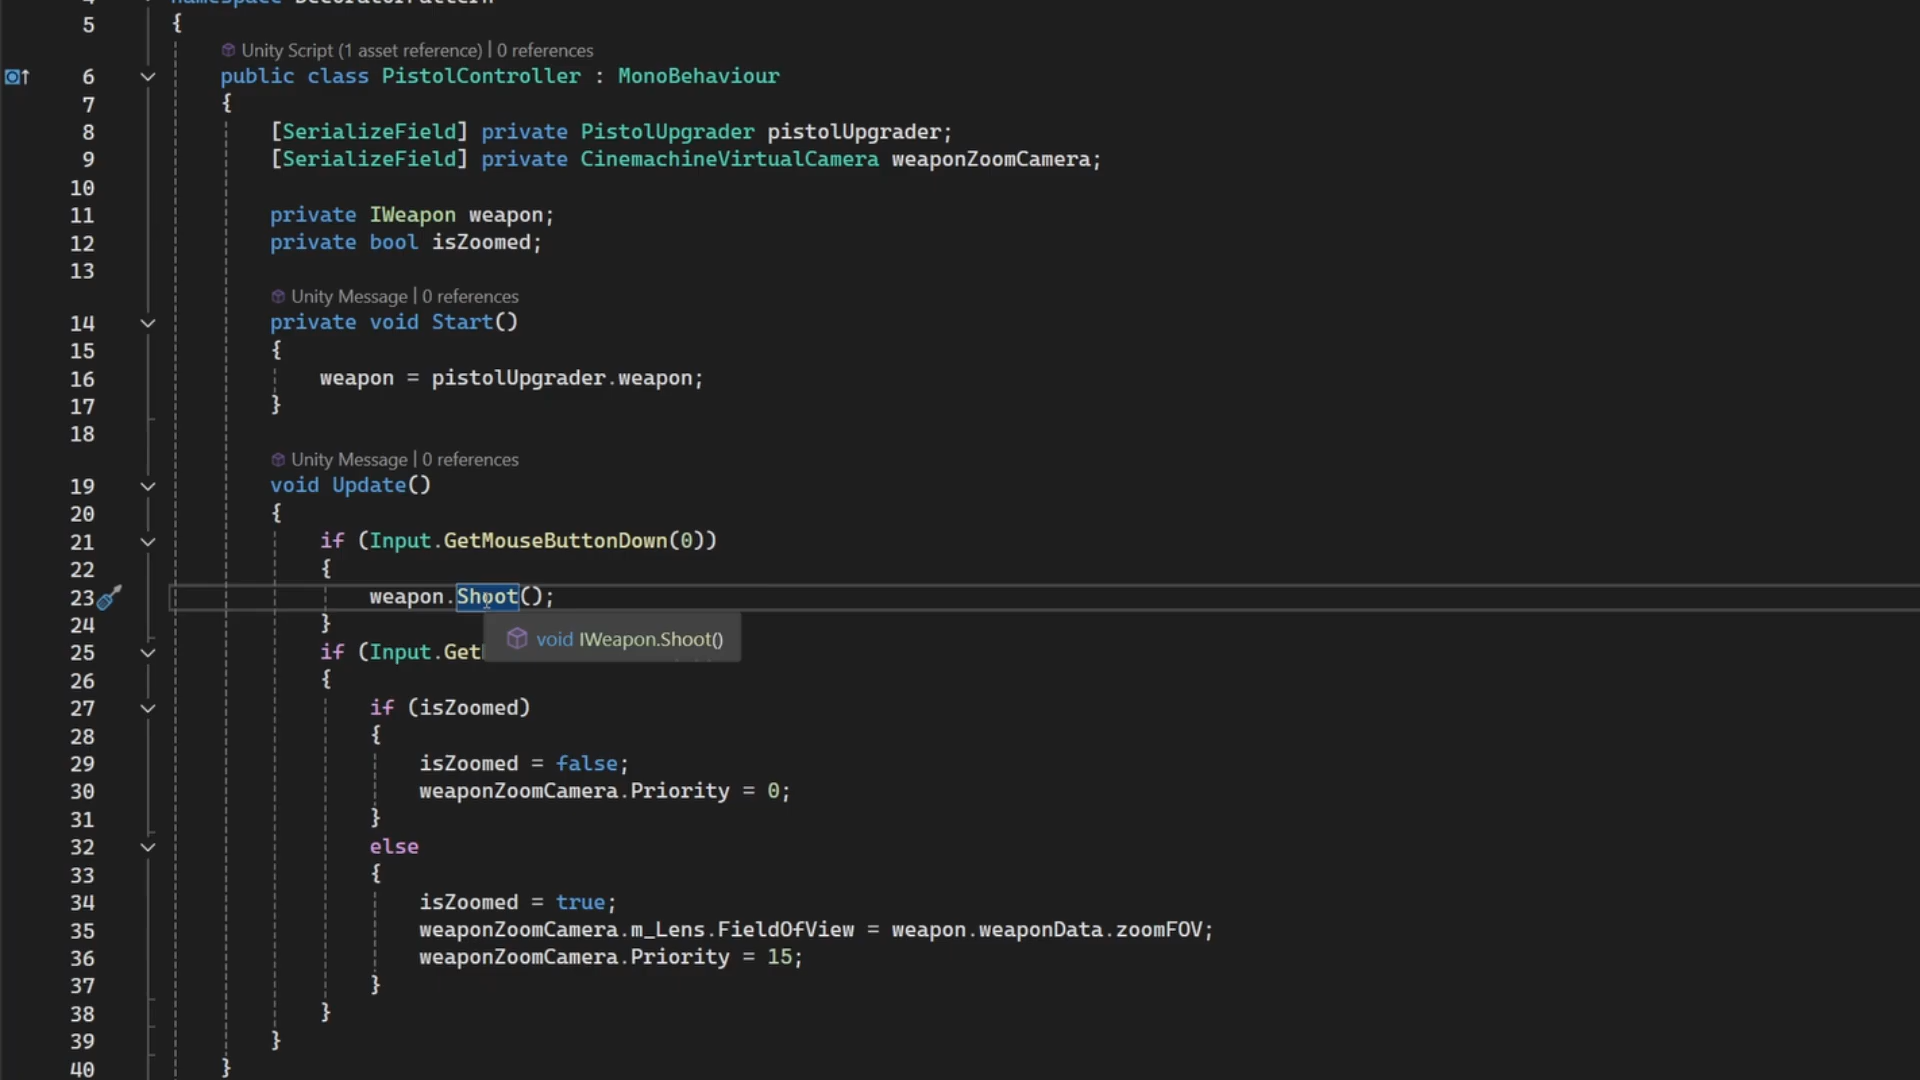 5 {
Unity Script (1 asset reference) | 0 references
6 public class PistolController : MonoBehaviour
7 {
8 [SerializeField] private PistolUpgrader pistolUpgrader;
9 [SerializeField] private CinemachineVirtualCamera weaponZoomCamera;
10
11 private IWeapon weapon;
12 private bool isZoomed;
13
Unity Message | 0 references
14 private void Start()
15 {
16 weapon = pistolUpgrader.weapon;
17 }
18
Unity Message | 0 references
19 void Update()
20 {
21 if (Input.GetMouseButtonDown(0))
22 {
23 weapon.Shoot();
24 }
void IWeapon.Shoot()
25 if (Input.Get
26 {
27 if (isZoomed)
28 {
29 isZoomed = false;
30 weaponZoomCamera.Priority = 0;
31 }
32 else
33 {
34 isZoomed = true;
35 weaponZoomCamera.m_Lens.FieldOfView = weapon.weaponData.zoomFOV;
36 weaponZoomCamera.Priority = 15;
37 }
38 }
39 }
40 }